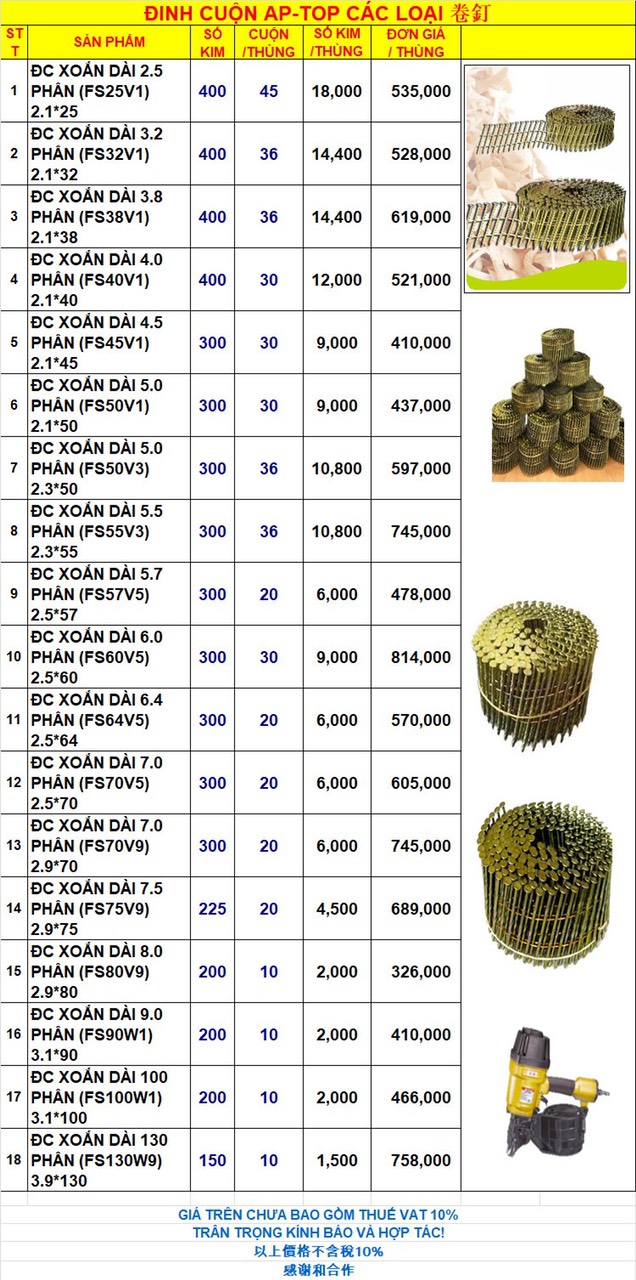 ĐINH CUỘN AP-TOP CÁC LOẠI 卷釘
STT SẢN PHẨM SỐ KIM CUỘN /THÙNG SỐ KIM /THÙNG ĐƠN GIÁ / THÙNG
1 ĐC XOẮN DÀI 2.5 PHÂN (FS25V1) 2.1*25 400 45 18,000 535,000
2 ĐC XOẮN DÀI 3.2 PHÂN (FS32V1) 2.1*32 400 36 14,400 528,000
3 ĐC XOẮN DÀI 3.8 PHÂN (FS38V1) 2.1*38 400 36 14,400 619,000
4 ĐC XOẮN DÀI 4.0 PHÂN (FS40V1) 2.1*40 400 30 12,000 521,000
5 ĐC XOẮN DÀI 4.5 PHÂN (FS45V1) 2.1*45 300 30 9,000 410,000
6 ĐC XOẮN DÀI 5.0 PHÂN (FS50V1) 2.1*50 300 30 9,000 437,000
7 ĐC XOẮN DÀI 5.0 PHÂN (FS50V3) 2.3*50 300 36 10,800 597,000
8 ĐC XOẮN DÀI 5.5 PHÂN (FS55V3) 2.3*55 300 36 10,800 745,000
9 ĐC XOẮN DÀI 5.7 PHÂN (FS57V5) 2.5*57 300 20 6,000 478,000
10 ĐC XOẮN DÀI 6.0 PHÂN (FS60V5) 2.5*60 300 30 9,000 814,000
11 ĐC XOẮN DÀI 6.4 PHÂN (FS64V5) 2.5*64 300 20 6,000 570,000
12 ĐC XOẮN DÀI 7.0 PHÂN (FS70V5) 2.5*70 300 20 6,000 605,000
13 ĐC XOẮN DÀI 7.0 PHÂN (FS70V9) 2.9*70 300 20 6,000 745,000
14 ĐC XOẮN DÀI 7.5 PHÂN (FS75V9) 2.9*75 225 20 4,500 689,000
15 ĐC XOẮN DÀI 8.0 PHÂN (FS80V9) 2.9*80 200 10 2,000 326,000
16 ĐC XOẮN DÀI 9.0 PHÂN (FS90W1) 3.1*90 200 10 2,000 410,000
17 ĐC XOẮN DÀI 100 PHÂN (FS100W1) 3.1*100 200 10 2,000 466,000
18 ĐC XOẮN DÀI 130 PHÂN (FS130W9) 3.9*130 150 10 1,500 758,000
GIÁ TRÊN CHƯA BAO GỒM THUẾ VAT 10%
TRÂN TRỌNG KÍNH BÁO VÀ HỢP TÁC!
以上價格不含稅10%
感谢和合作